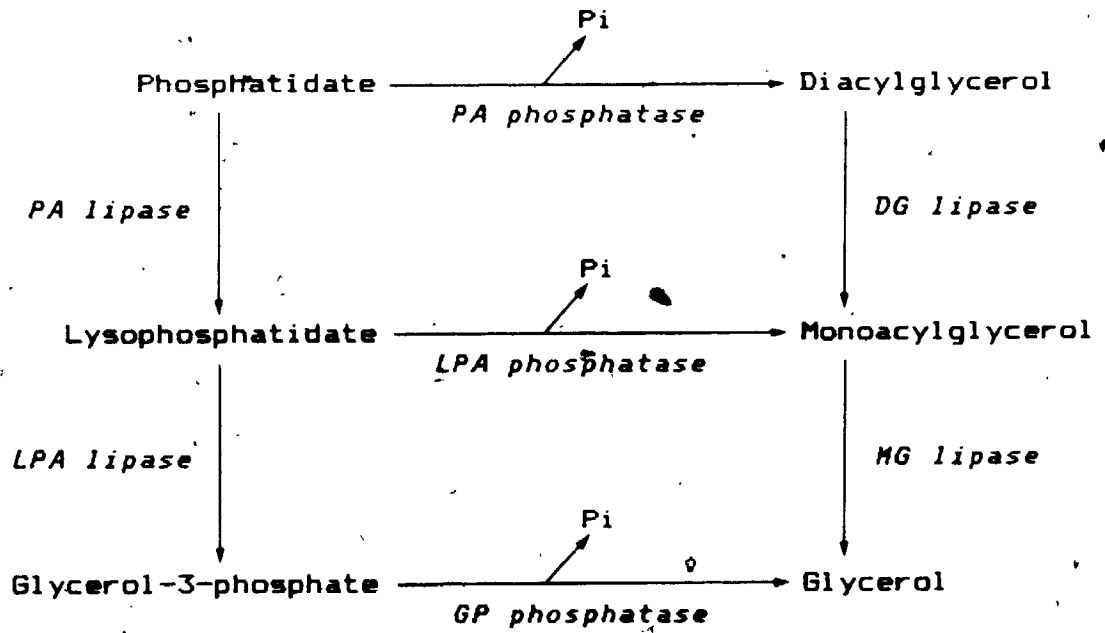 Pi
Phosphatidate Diacylglycerol
PA phosphatase
PA lipase DG lipase
Pi
Lysophosphatidate Monoacylglycerol
LPA phosphatase
LPA lipase MG lipase
Pi
Glycerol-3-phosphate Glycerol
GP phosphatase